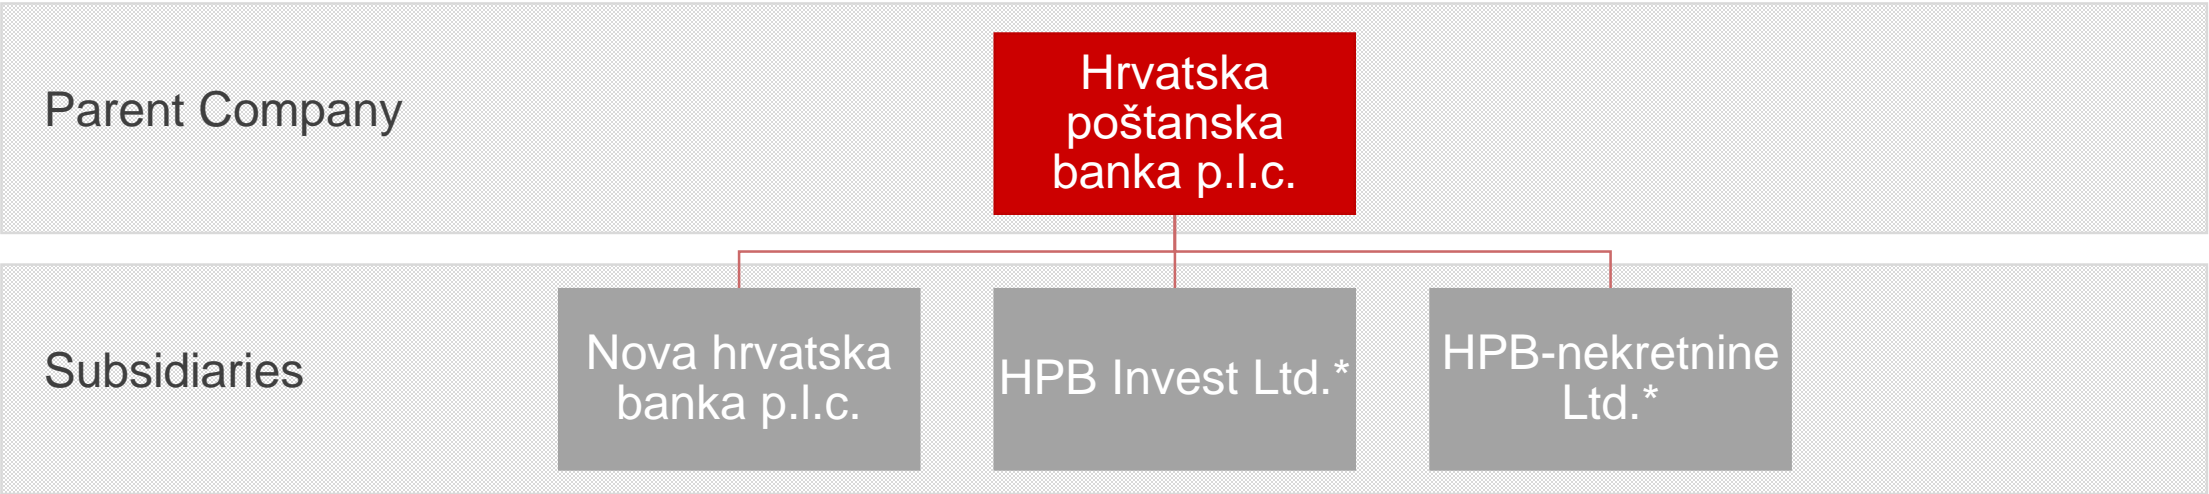 Parent Company
Hrvatska
poštanska
banka p.l.c.
Subsidiaries
Nova hrvatska
banka p.l.c.
HPB Invest Ltd.*
HPB-nekretnine
Ltd.*